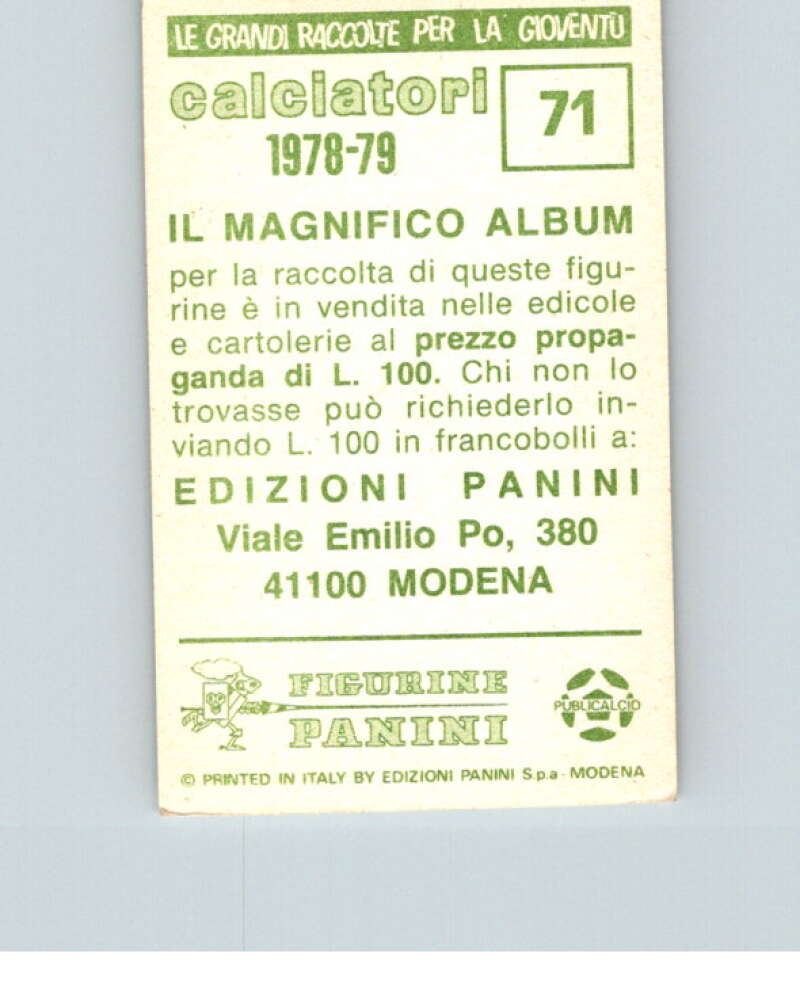 LE GRANDI RACCOLTE PER LA GIOVENTÙ
calciatori
1978-79
71
IL MAGNIFICO ALBUM
per la raccolta di queste figu-
rine è in vendita nelle edicole
e cartolerie al prezzo propa-
ganda di L. 100. Chi non lo
trovasse può richiederlo in-
viando L. 100 in francobolli a:
EDIZIONI PANINI
Viale Emilio Po, 380
41100 MODENA
FIGURINE
PANINI
PUBLICALCIO
© PRINTED IN ITALY BY EDIZIONI PANINI S.p.a - MODENA